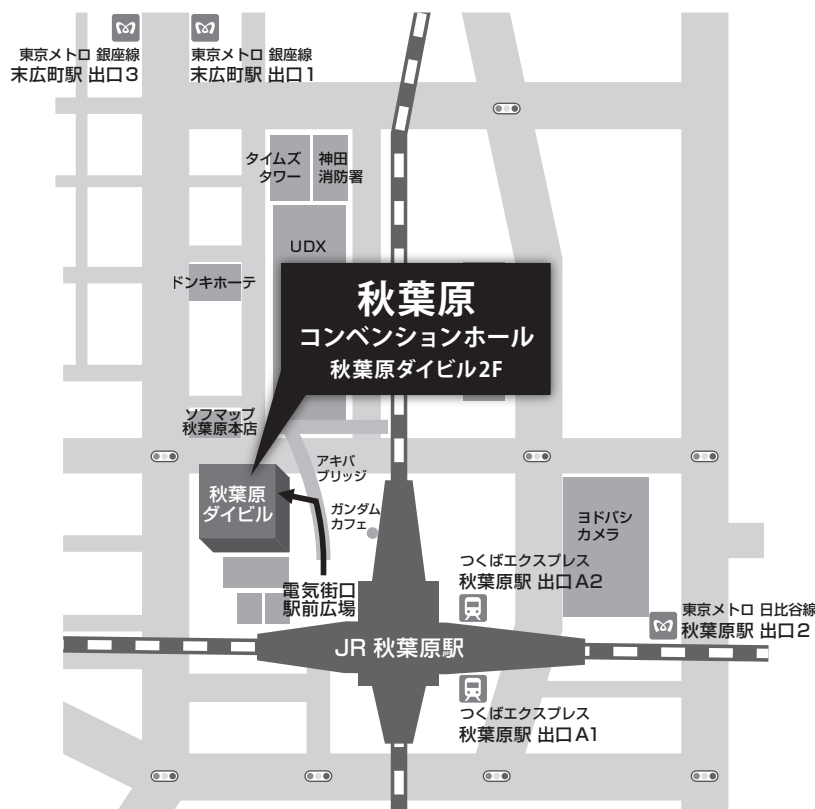 東京メトロ 銀座線
末広町駅 出口3
東京メトロ 銀座線
末広町駅 出口1
タイムズ
タワー
神田
消防署
UDX
ドンキホーテ
秋葉原
コンベンションホール
秋葉原ダイビル2F
ソフマップ
秋葉原本店
アキバ
ブリッジ
秋葉原
ダイビル
ガンダム
カフェ
ヨドバシ
カメラ
つくばエクスプレス
秋葉原駅 出口A2
電気街口
駅前広場
東京メトロ 日比谷線
秋葉原駅 出口2
JR 秋葉原駅
つくばエクスプレス
秋葉原駅 出口A1